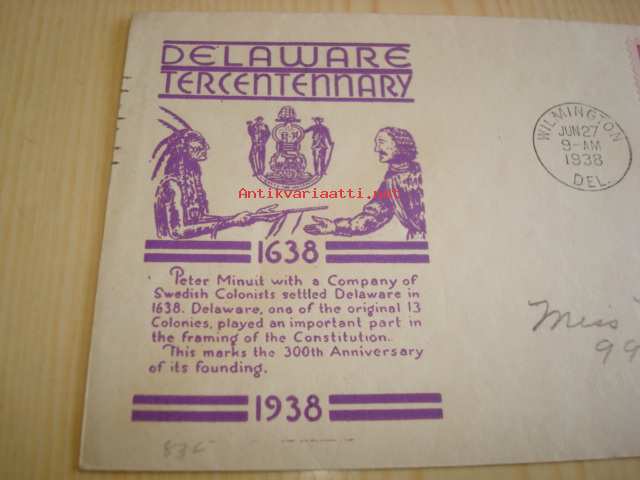 DELAWARE
TERCENTENNARY
WILMINGTON
JUN 27
9-AM
1938
DEL.
Antikvariaatti.net
1638
Peter Minuit with a Company of
Swedish Colonists settled Delaware in
1638. Delaware, one of the original 13
Colonies, played an important part in
the framing of the Constitution.
This marks the 300th Anniversary
of its founding.
1938
Miss
99